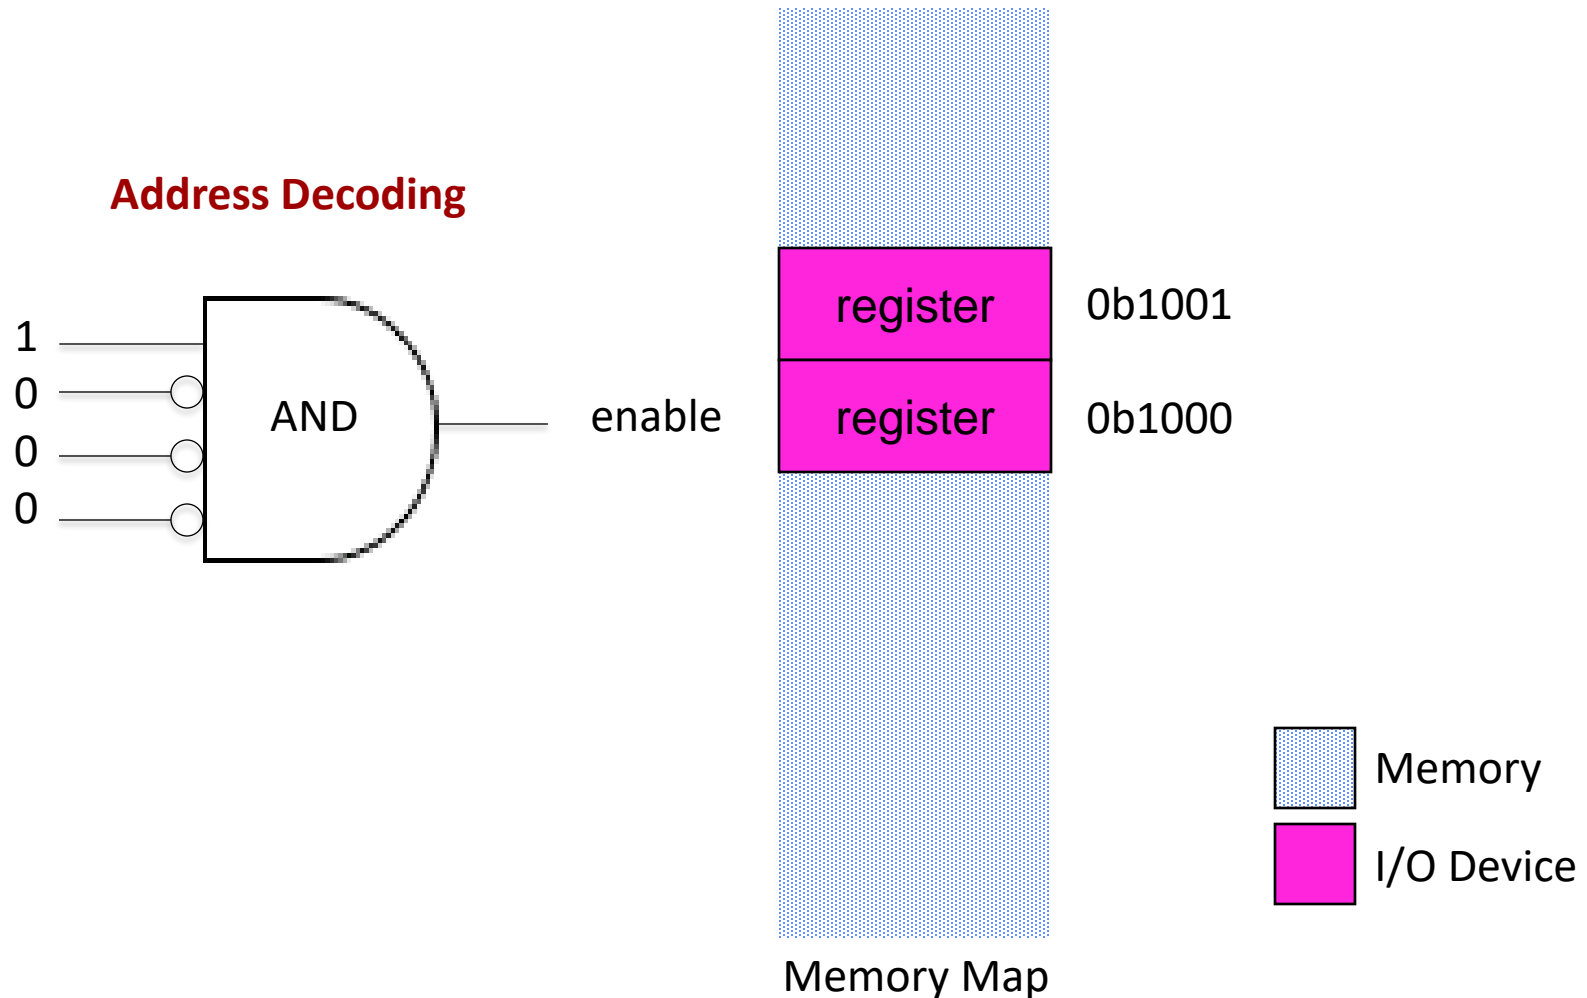 Address Decoding
1
0
0
0
AND
enable
register
0b1001
register
0b1000
Memory
I/O Device
Memory Map